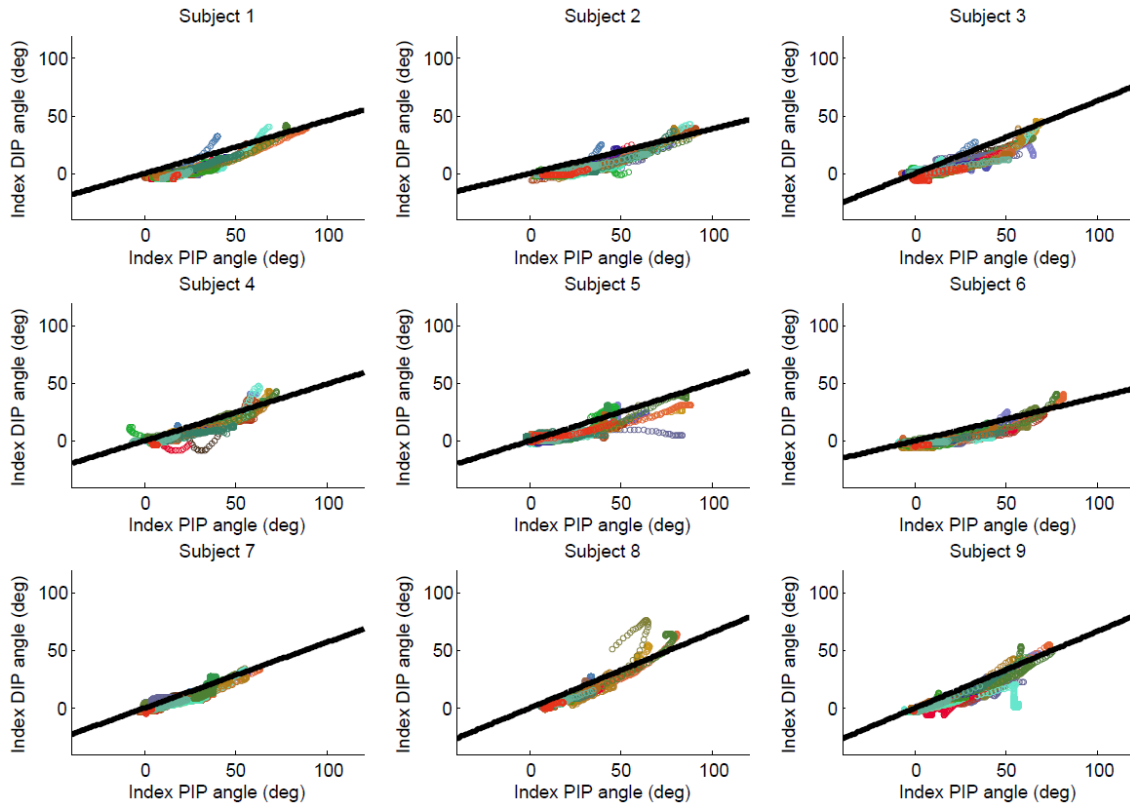 Subject 1 Subject 2 Subject 3
100 100 100
50 50 50
0 0 0
Index DIP angle (deg) Index DIP angle (deg) Index DIP angle (deg)
0 50 100 0 50 100 0 50 100
Index PIP angle (deg) Index PIP angle (deg) Index PIP angle (deg)
Subject 4 Subject 5 Subject 6
100 100 100
50 50 50
0 0 0
Index DIP angle (deg) Index DIP angle (deg) Index DIP angle (deg)
0 50 100 0 50 100 0 50 100
Index PIP angle (deg) Index PIP angle (deg) Index PIP angle (deg)
Subject 7 Subject 8 Subject 9
100 100 100
50 50 50
0 0 0
Index DIP angle (deg) Index DIP angle (deg) Index DIP angle (deg)
0 50 100 0 50 100 0 50 100
Index PIP angle (deg) Index PIP angle (deg) Index PIP angle (deg)